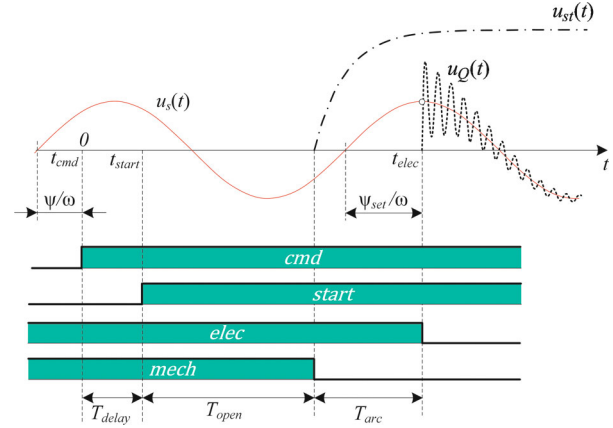 u_st(t)
u_s(t)
u_Q(t)
0
t_cmd
t_start
t_elec
t
ψ/ω
ψ_set/ω
cmd
start
elec
mech
T_delay
T_open
T_arc